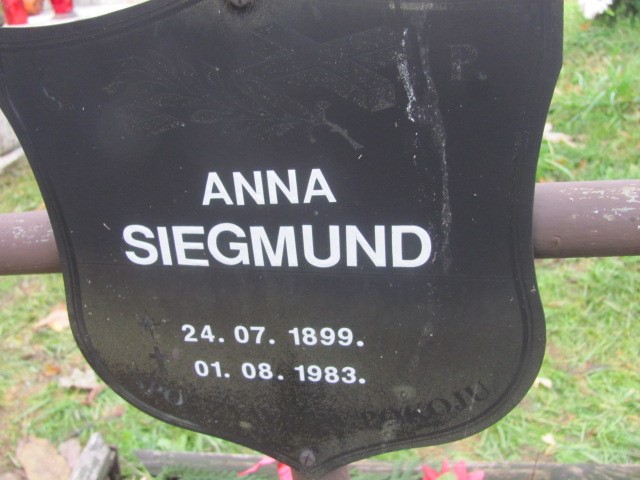 P.
ANNA
SIEGMUND
24. 07. 1899.
01. 08. 1983.